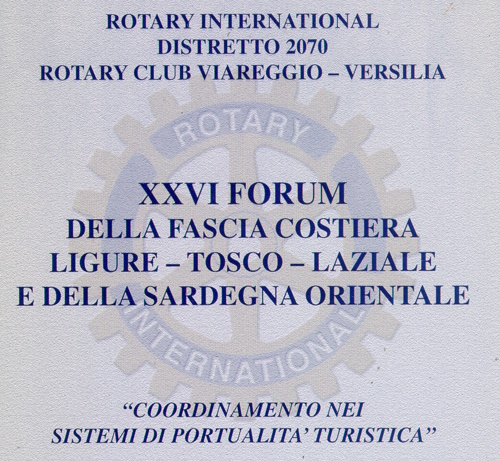 ROTARY INTERNATIONAL
DISTRETTO 2070
ROTARY CLUB VIAREGGIO – VERSILIA
ROTARY
XXVI FORUM
DELLA FASCIA COSTIERA
LIGURE – TOSCO – LAZIALE
E DELLA SARDEGNA ORIENTALE
INTERNATIONAL
“COORDINAMENTO NEI
SISTEMI DI PORTUALITA’ TURISTICA”